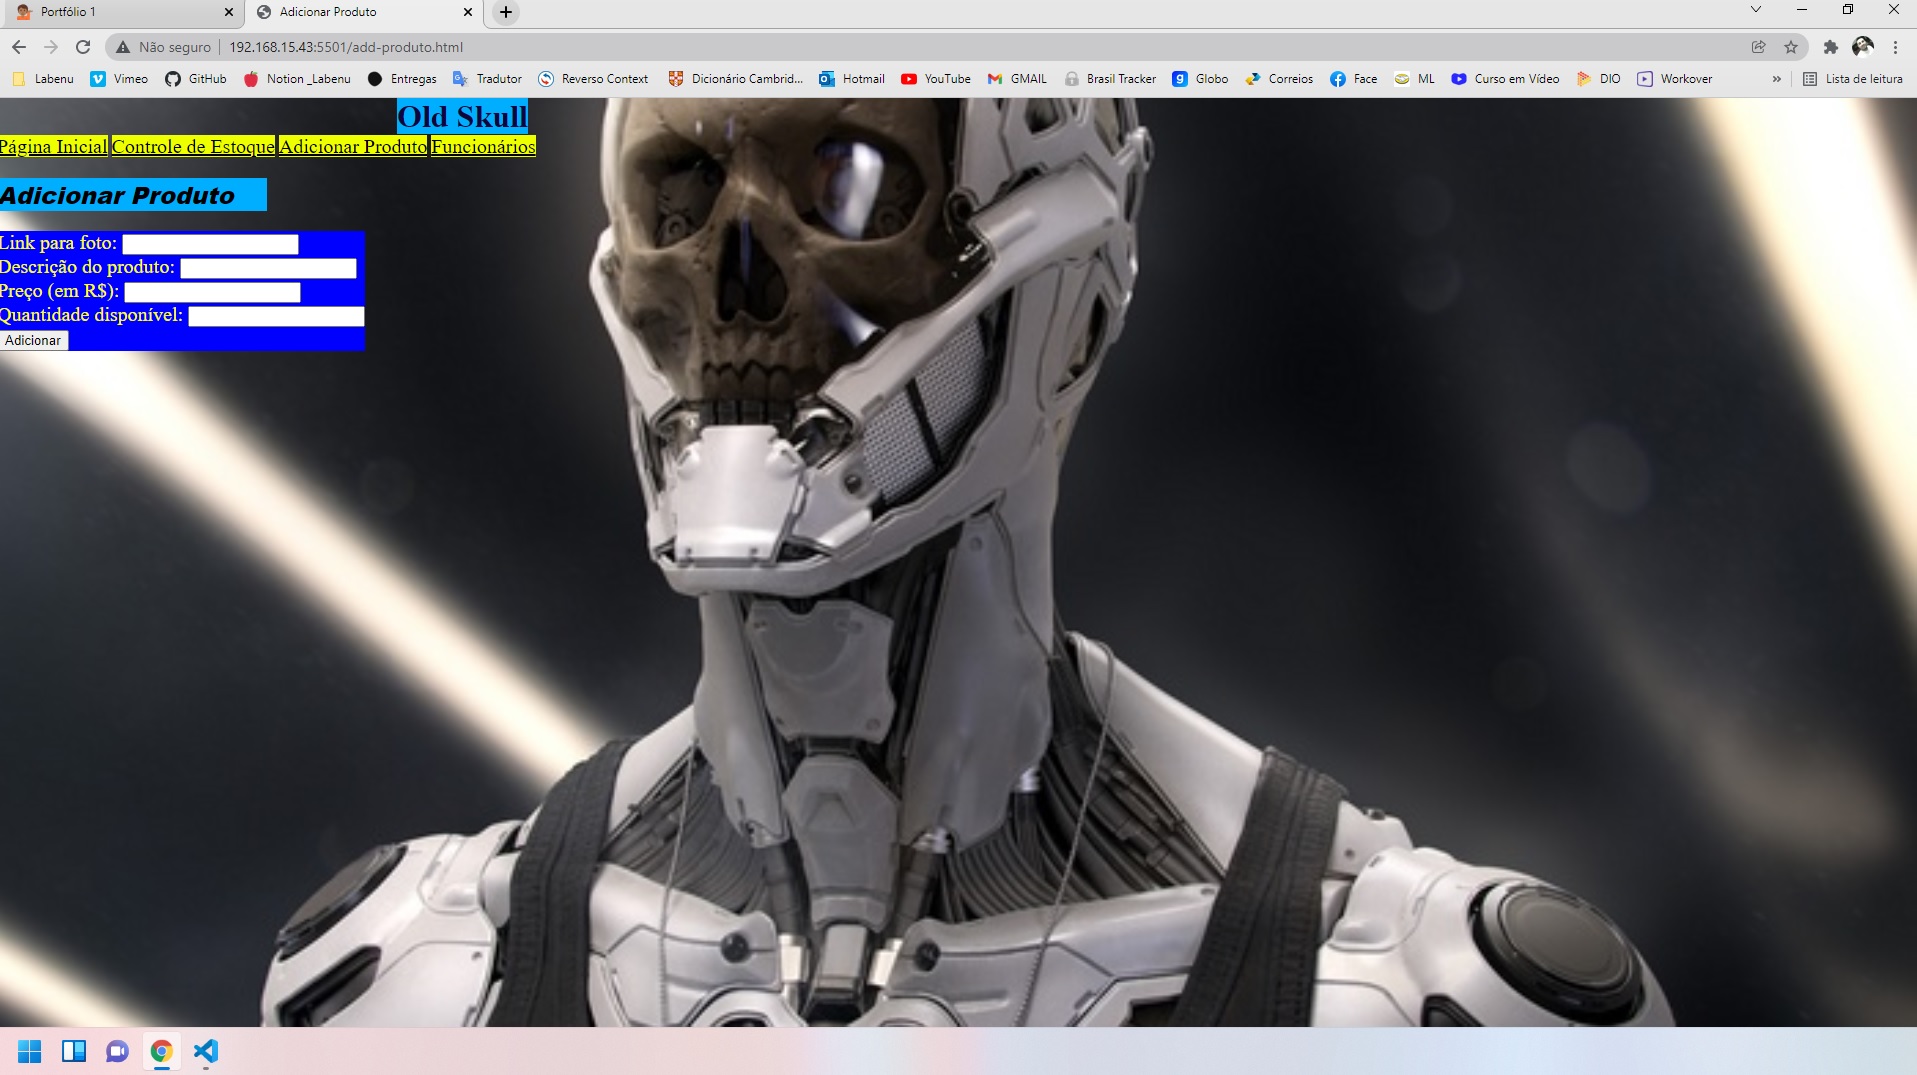 Portfólio 1
Adicionar Produto
Não seguro 192.168.15.43:5501/add-produto.html
Labenu Vimeo GitHub Notion _Labenu Entregas Tradutor Reverso Context Dicionário Cambrid... Hotmail YouTube GMAIL Brasil Tracker Globo Correios Face ML Curso em Vídeo DIO Workover » Lista de leitura
Old Skull
Página Inicial Controle de Estoque Adicionar Produto Funcionários
Adicionar Produto
Link para foto:
Descrição do produto:
Preço (em R$):
Quantidade disponível:
Adicionar